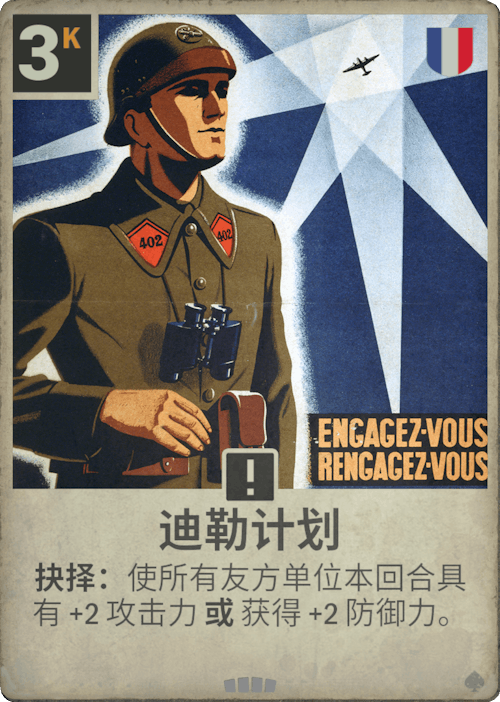 3K
402
402
ENGAGEZ-VOUS
RENGAGEZ-VOUS
!
迪勒计划
抉择：使所有友方单位本回合具
有 +2 攻击力 或 获得 +2 防御力。